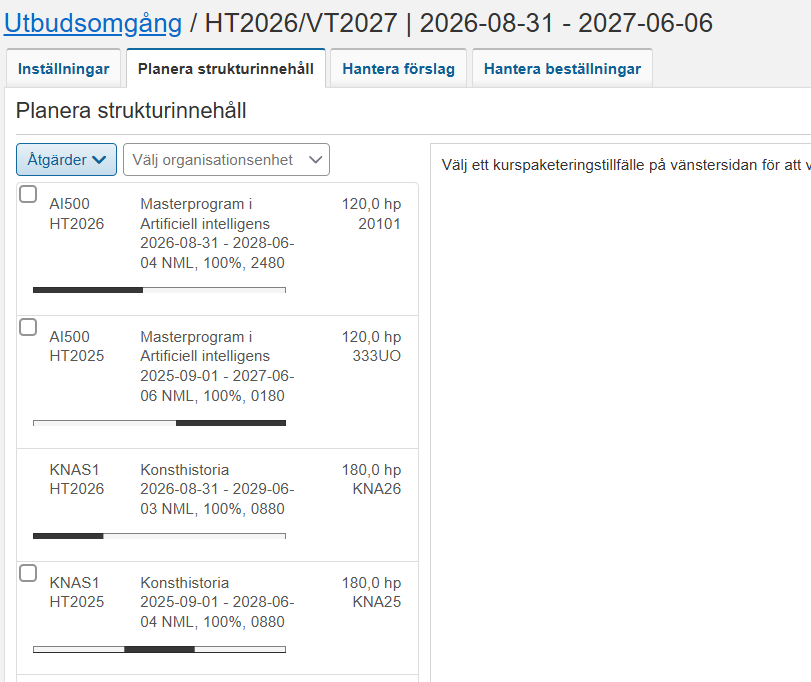 Utbudsomgång / HT2026/VT2027 | 2026-08-31 - 2027-06-06
Inställningar
Planera strukturinnehåll
Hantera förslag
Hantera beställningar
Planera strukturinnehåll
Åtgärder
Välj organisationsenhet
Välj ett kurspaketeringstillfälle på vänstersidan för att v
AI500
HT2026
Masterprogram i
Artificiell intelligens
2026-08-31 - 2028-06-
04 NML, 100%, 2480
120,0 hp
20101
AI500
HT2025
Masterprogram i
Artificiell intelligens
2025-09-01 - 2027-06-
06 NML, 100%, 0180
120,0 hp
333UO
KNAS1
HT2026
Konsthistoria
2026-08-31 - 2029-06-
03 NML, 100%, 0880
180,0 hp
KNA26
KNAS1
HT2025
Konsthistoria
2025-09-01 - 2028-06-
04 NML, 100%, 0880
180,0 hp
KNA25